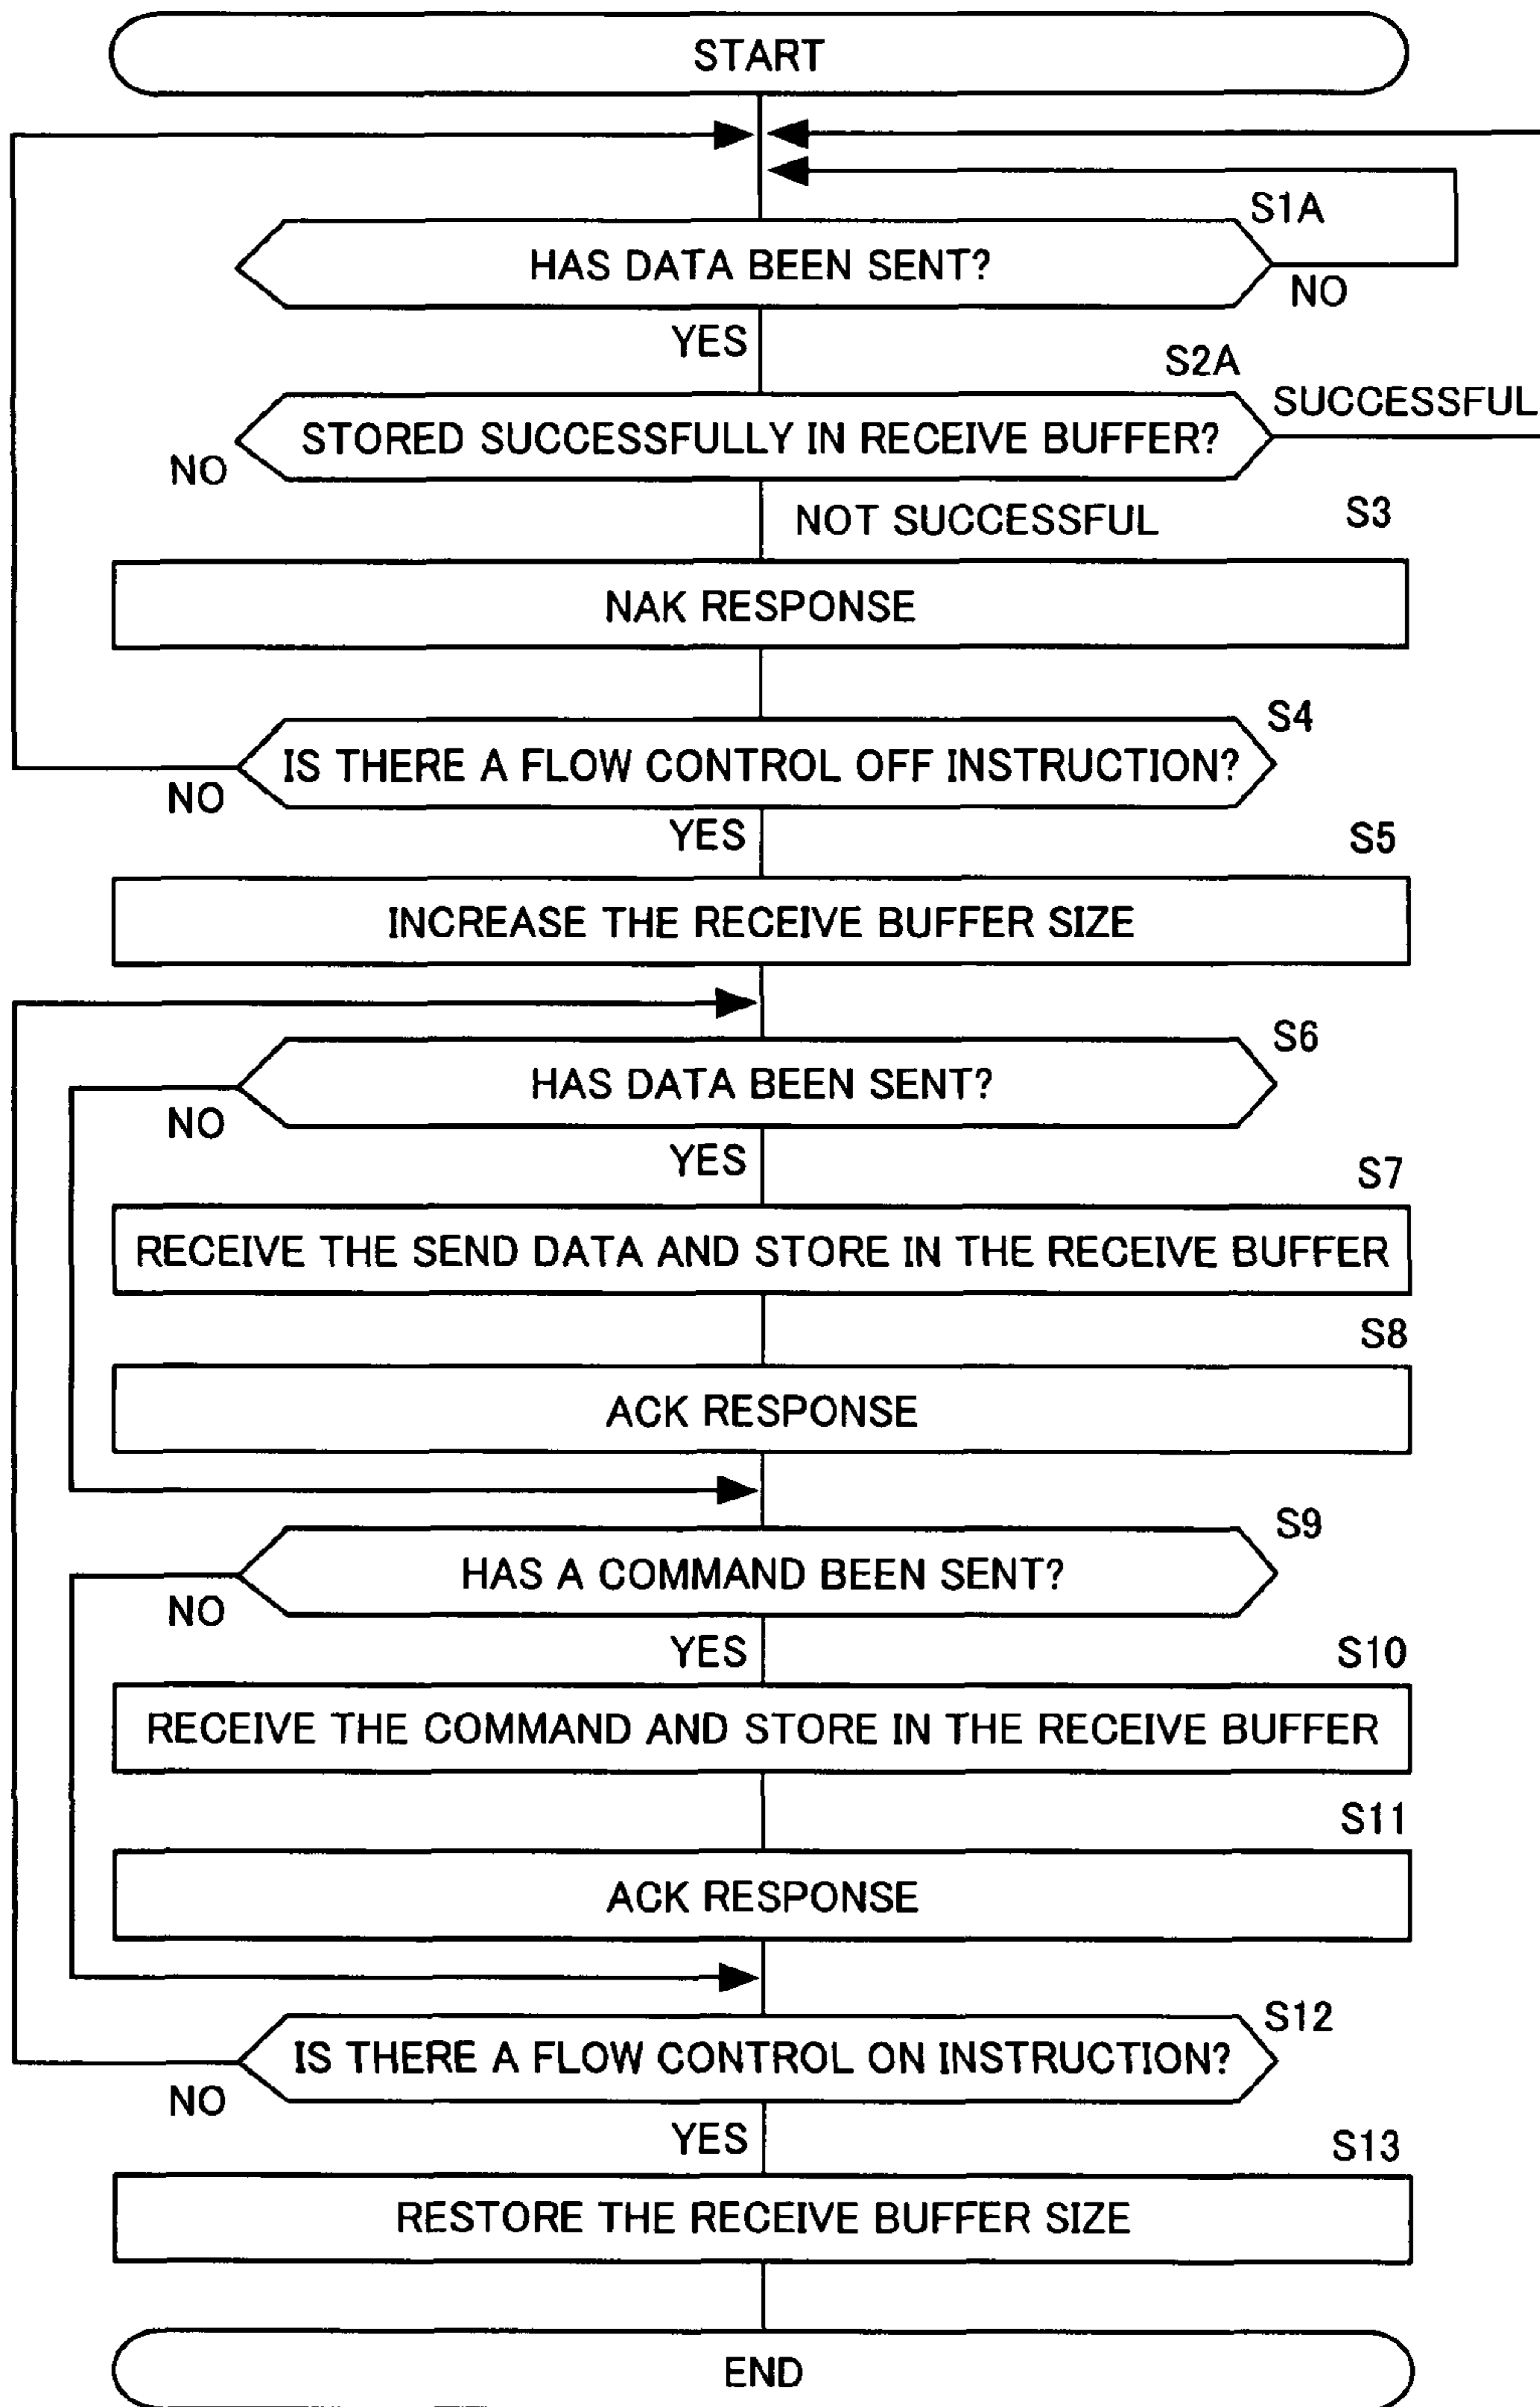 START
S1A
HAS DATA BEEN SENT?
NO
YES
S2A
SUCCESSFUL
STORED SUCCESSFULLY IN RECEIVE BUFFER?
NO
NOT SUCCESSFUL
S3
NAK RESPONSE
S4
IS THERE A FLOW CONTROL OFF INSTRUCTION?
NO
YES
S5
INCREASE THE RECEIVE BUFFER SIZE
S6
HAS DATA BEEN SENT?
NO
YES
S7
RECEIVE THE SEND DATA AND STORE IN THE RECEIVE BUFFER
S8
ACK RESPONSE
S9
HAS A COMMAND BEEN SENT?
NO
YES
S10
RECEIVE THE COMMAND AND STORE IN THE RECEIVE BUFFER
S11
ACK RESPONSE
S12
IS THERE A FLOW CONTROL ON INSTRUCTION?
NO
YES
S13
RESTORE THE RECEIVE BUFFER SIZE
END